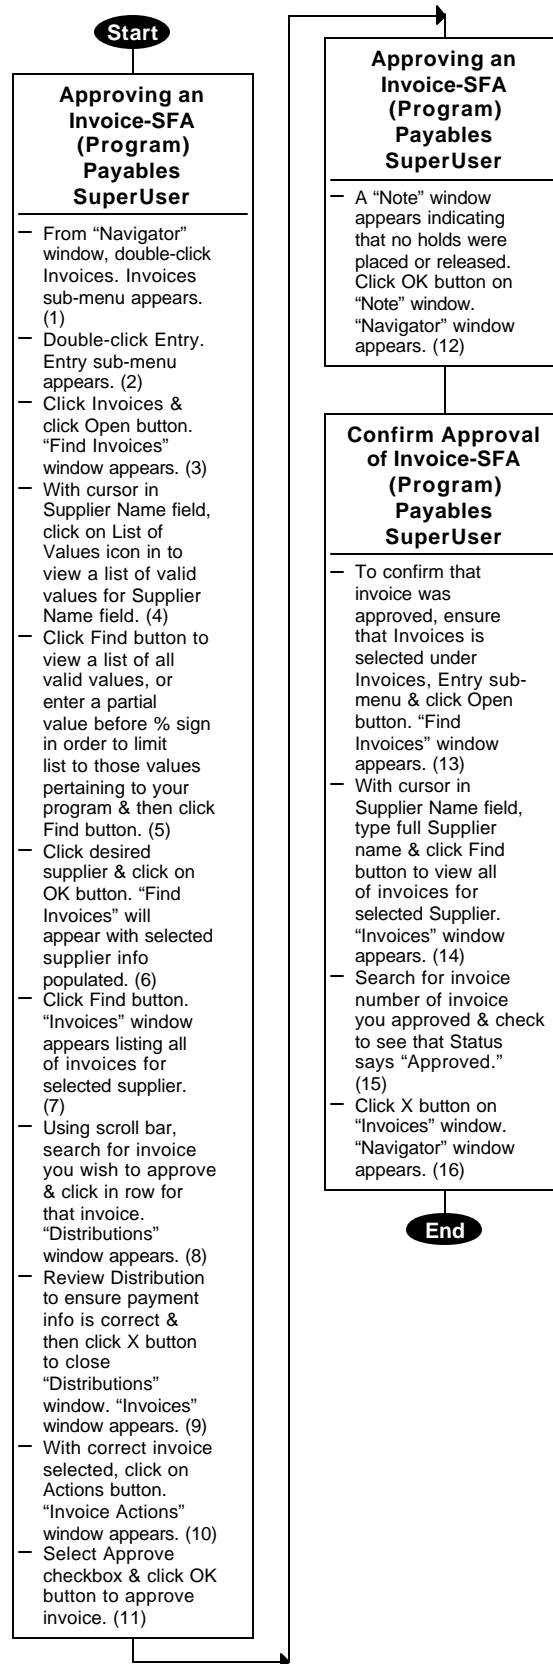 Start
Approving an
Invoice-SFA
(Program)
Payables
SuperUser
– From “Navigator”
window, double-click
Invoices. Invoices
sub-menu appears.
(1)
– Double-click Entry.
Entry sub-menu
appears. (2)
– Click Invoices &
click Open button.
“Find Invoices”
window appears. (3)
– With cursor in
Supplier Name field,
click on List of
Values icon in to
view a list of valid
values for Supplier
Name field. (4)
– Click Find button to
view a list of all
valid values, or
enter a partial
value before % sign
in order to limit
list to those values
pertaining to your
program & then click
Find button. (5)
– Click desired
supplier & click on
OK button. “Find
Invoices” will
appear with selected
supplier info
populated. (6)
– Click Find button.
“Invoices” window
appears listing all
of invoices for
selected supplier.
(7)
– Using scroll bar,
search for invoice
you wish to approve
& click in row for
that invoice.
“Distributions”
window appears. (8)
– Review Distribution
to ensure payment
info is correct &
then click X button
to close
“Distributions”
window. “Invoices”
window appears. (9)
– With correct invoice
selected, click on
Actions button.
“Invoice Actions”
window appears. (10)
– Select Approve
checkbox & click OK
button to approve
invoice. (11)
Approving an
Invoice-SFA
(Program)
Payables
SuperUser
– A “Note” window
appears indicating
that no holds were
placed or released.
Click OK button on
“Note” window.
“Navigator” window
appears. (12)
Confirm Approval
of Invoice-SFA
(Program)
Payables
SuperUser
– To confirm that
invoice was
approved, ensure
that Invoices is
selected under
Invoices, Entry sub-
menu & click Open
button. “Find
Invoices” window
appears. (13)
– With cursor in
Supplier Name field,
type full Supplier
name & click Find
button to view all
of invoices for
selected Supplier.
“Invoices” window
appears. (14)
– Search for invoice
number of invoice
you approved & check
to see that Status
says “Approved.”
(15)
– Click X button on
“Invoices” window.
“Navigator” window
appears. (16)
End